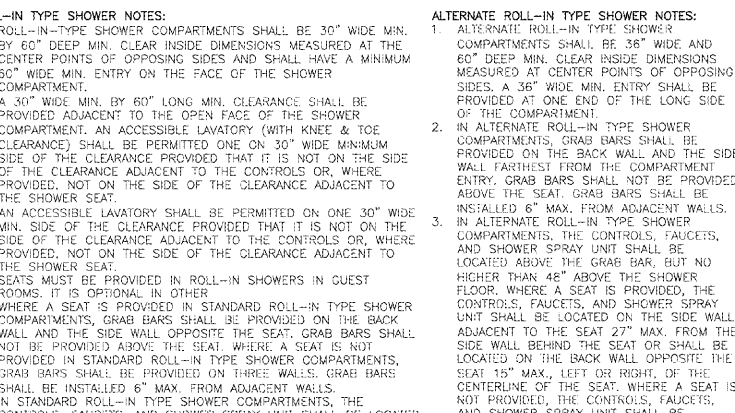 L-IN TYPE SHOWER NOTES:
ROLL-IN-TYPE SHOWER COMPARTMENTS SHALL BE 30" WIDE MIN.
BY 60" DEEP MIN. CLEAR INSIDE DIMENSIONS MEASURED AT THE
CENTER POINTS OF OPPOSING SIDES AND SHALL HAVE A MINIMUM
60" WIDE MIN. ENTRY ON THE FACE OF THE SHOWER
COMPARTMENT.
A 30" WIDE MIN. BY 60" LONG MIN. CLEARANCE SHALL BE
PROVIDED ADJACENT TO THE OPEN FACE OF THE SHOWER
COMPARTMENT. AN ACCESSIBLE LAVATORY (WITH KNEE & TOE
CLEARANCE) SHALL BE PERMITTED ONE ON 30" WIDE MINIMUM
SIDE OF THE CLEARANCE PROVIDED THAT IT IS NOT ON THE SIDE
OF THE CLEARANCE ADJACENT TO THE CONTROLS OR, WHERE
PROVIDED, NOT ON THE SIDE OF THE CLEARANCE ADJACENT TO
THE SHOWER SEAT.
AN ACCESSIBLE LAVATORY SHALL BE PERMITTED ON ONE 30" WIDE
MIN. SIDE OF THE CLEARANCE PROVIDED THAT IT IS NOT ON THE
SIDE OF THE CLEARANCE ADJACENT TO THE CONTROLS OR, WHERE
PROVIDED, NOT ON THE SIDE OF THE CLEARANCE ADJACENT TO
THE SHOWER SEAT.
SEATS MUST BE PROVIDED IN ROLL-IN SHOWERS IN GUEST
ROOMS. IT IS OPTIONAL IN OTHER
WHERE A SEAT IS PROVIDED IN STANDARD ROLL-IN TYPE SHOWER
COMPARTMENTS, GRAB BARS SHALL BE PROVIDED ON THE BACK
WALL AND THE SIDE WALL OPPOSITE THE SEAT. GRAB BARS SHALL
NOT BE PROVIDED ABOVE THE SEAT. WHERE A SEAT IS NOT
PROVIDED IN STANDARD ROLL-IN TYPE SHOWER COMPARTMENTS,
GRAB BARS SHALL BE PROVIDED ON THREE WALLS. GRAB BARS
SHALL BE INSTALLED 6" MAX. FROM ADJACENT WALLS.
IN STANDARD ROLL-IN TYPE SHOWER COMPARTMENTS, THE
CONTROLS, FAUCETS, AND SHOWER SPRAY UNIT SHALL BE LOCATED
ALTERNATE ROLL-IN TYPE SHOWER NOTES:
1. ALTERNATE ROLL-IN TYPE SHOWER
COMPARTMENTS SHALL BE 36" WIDE AND
60" DEEP MIN. CLEAR INSIDE DIMENSIONS
MEASURED AT CENTER POINTS OF OPPOSING
SIDES. A 36" WIDE MIN. ENTRY SHALL BE
PROVIDED AT ONE END OF THE LONG SIDE
OF THE COMPARTMENT.
2. IN ALTERNATE ROLL-IN TYPE SHOWER
COMPARTMENTS, GRAB BARS SHALL BE
PROVIDED ON THE BACK WALL AND THE SIDE
WALL FARTHEST FROM THE COMPARTMENT
ENTRY. GRAB BARS SHALL NOT BE PROVIDED
ABOVE THE SEAT. GRAB BARS SHALL BE
INSTALLED 6" MAX. FROM ADJACENT WALLS.
3. IN ALTERNATE ROLL-IN TYPE SHOWER
COMPARTMENTS, THE CONTROLS, FAUCETS,
AND SHOWER SPRAY UNIT SHALL BE
LOCATED ABOVE THE GRAB BAR, BUT NO
HIGHER THAN 48" ABOVE THE SHOWER
FLOOR. WHERE A SEAT IS PROVIDED, THE
CONTROLS, FAUCETS, AND SHOWER SPRAY
UNIT SHALL BE LOCATED ON THE SIDE WALL
ADJACENT TO THE SEAT 27" MAX. FROM THE
SIDE WALL BEHIND THE SEAT OR SHALL BE
LOCATED ON THE BACK WALL OPPOSITE THE
SEAT 15" MAX., LEFT OR RIGHT, OF THE
CENTERLINE OF THE SEAT. WHERE A SEAT IS
NOT PROVIDED, THE CONTROLS, FAUCETS,
AND SHOWER SPRAY UNIT SHALL BE